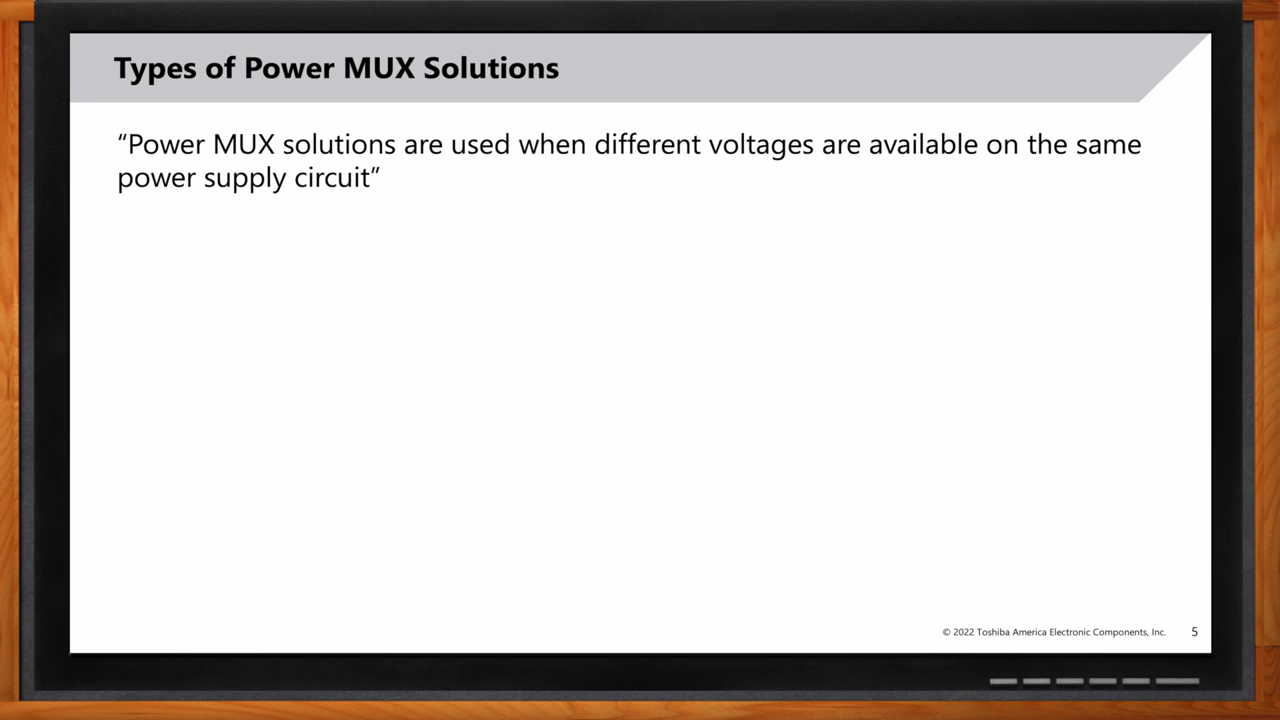 Types of Power MUX Solutions
“Power MUX solutions are used when different voltages are available on the same
power supply circuit”
© 2022 Toshiba America Electronic Components, Inc. 5